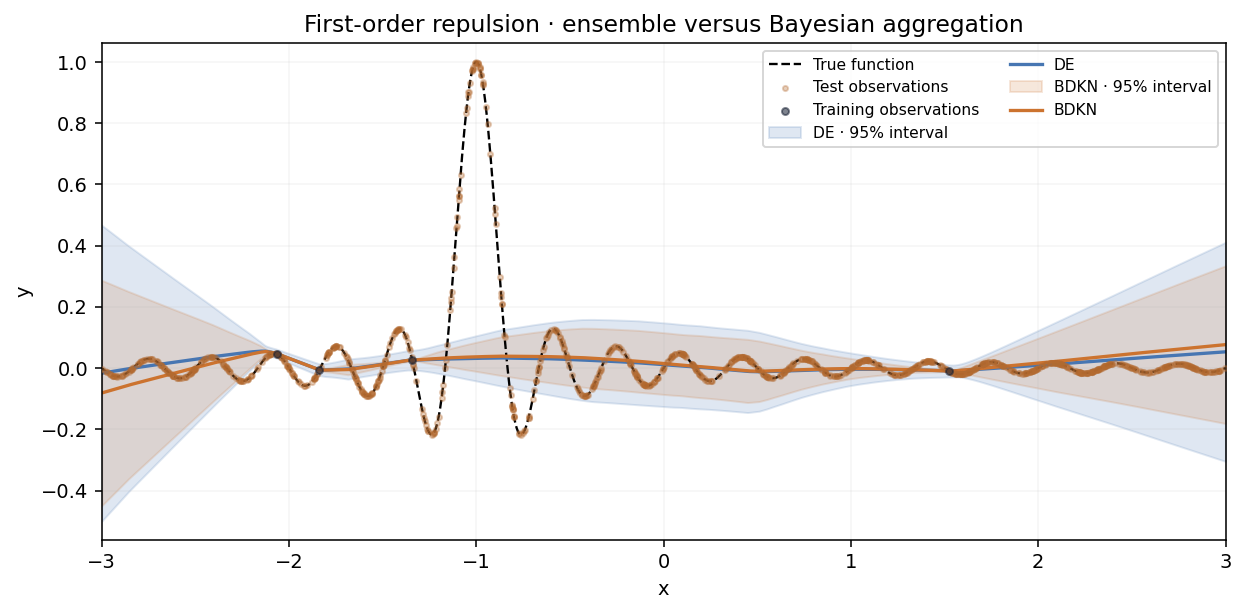 First-order repulsion · ensemble versus Bayesian aggregation
True function
Test observations
Training observations
DE · 95% interval
DE
BDKN · 95% interval
BDKN
y
1.0
0.8
0.6
0.4
0.2
0.0
−0.2
−0.4
−3
−2
−1
0
1
2
3
x